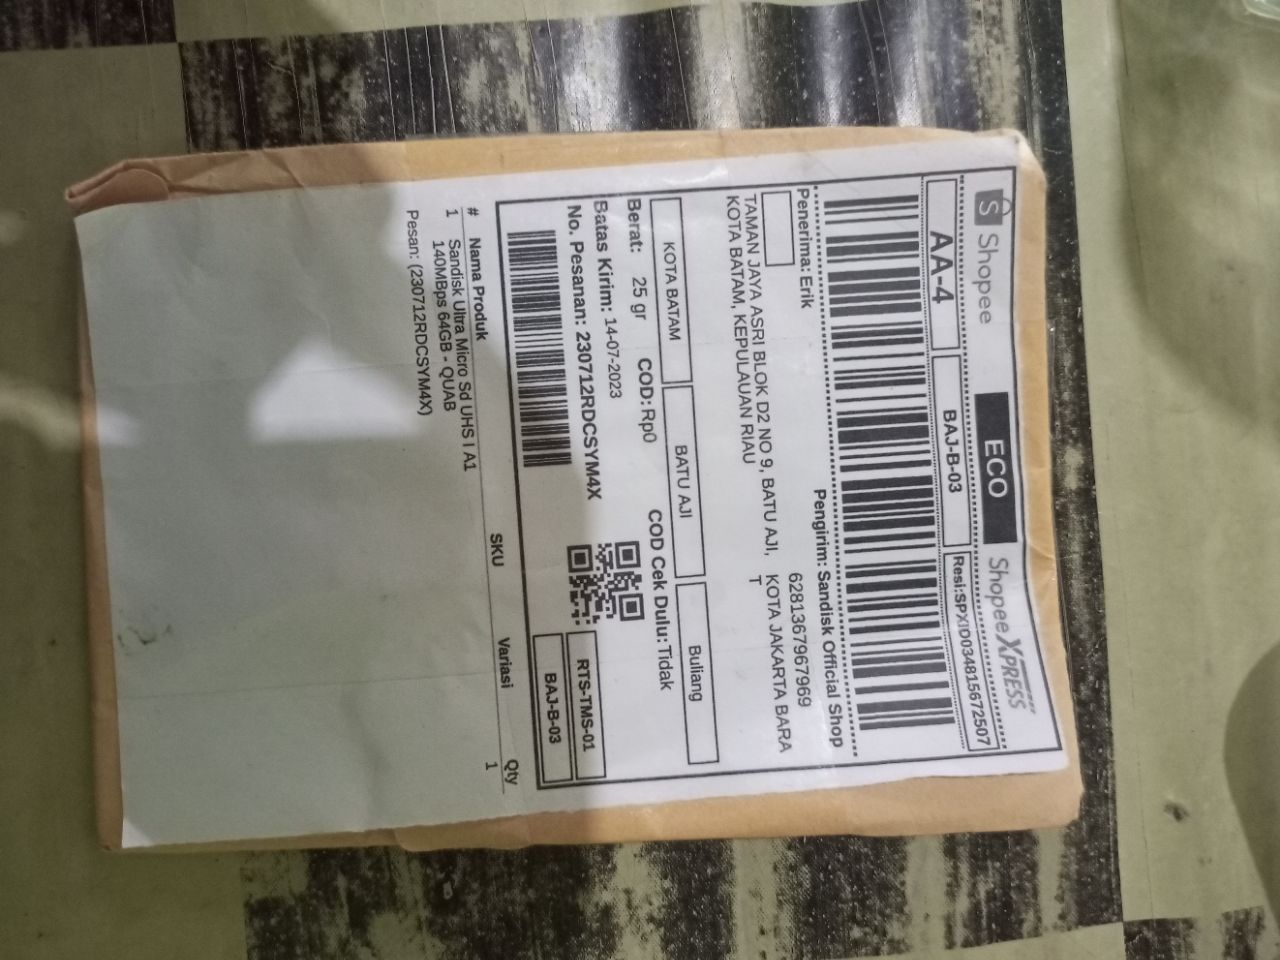 Shopee
ECO
Shopee XPRESS
AA-4
BAJ-B-03
Resi:SPXID034815672507
Penerima: Erik
Pengirim: Sandisk Official Shop
6281367967969
TAMAN JAYA ASRI BLOK D2 NO 9, BATU AJI,
KOTA BATAM, KEPULAUAN RIAU
KOTA JAKARTA BARA
T
KOTA BATAM
BATU AJI
Buliang
Berat: 25 gr
COD: Rp0
COD Cek Dulu: Tidak
Batas Kirim: 14-07-2023
No. Pesanan: 230712RDCSYM4X
RTS-TMS-01
BAJ-B-03
# Nama Produk SKU Variasi Qty
1 Sandisk Ultra Micro Sd UHS I A1 1
140MBps 64GB - QUAB
Pesan: (230712RDCSYM4X)